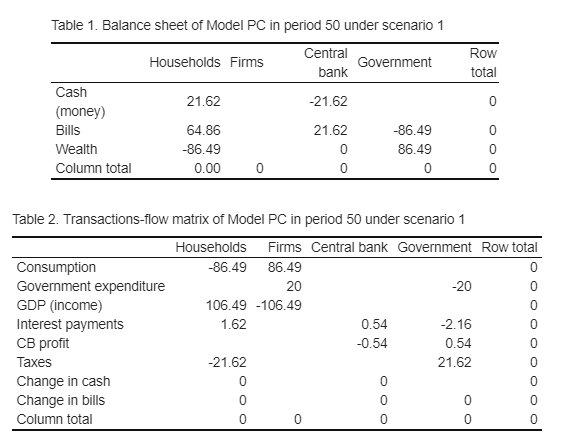 Table 1. Balance sheet of Model PC in period 50 under scenario 1
Households Firms Central bank Government Row total
Cash (money) 21.62 -21.62 0
Bills 64.86 21.62 -86.49 0
Wealth -86.49 0 86.49 0
Column total 0.00 0 0 0 0
Table 2. Transactions-flow matrix of Model PC in period 50 under scenario 1
Households Firms Central bank Government Row total
Consumption -86.49 86.49 0
Government expenditure 20 -20 0
GDP (income) 106.49 -106.49 0
Interest payments 1.62 0.54 -2.16 0
CB profit -0.54 0.54 0
Taxes -21.62 21.62 0
Change in cash 0 0 0
Change in bills 0 0 0 0
Column total 0 0 0 0 0